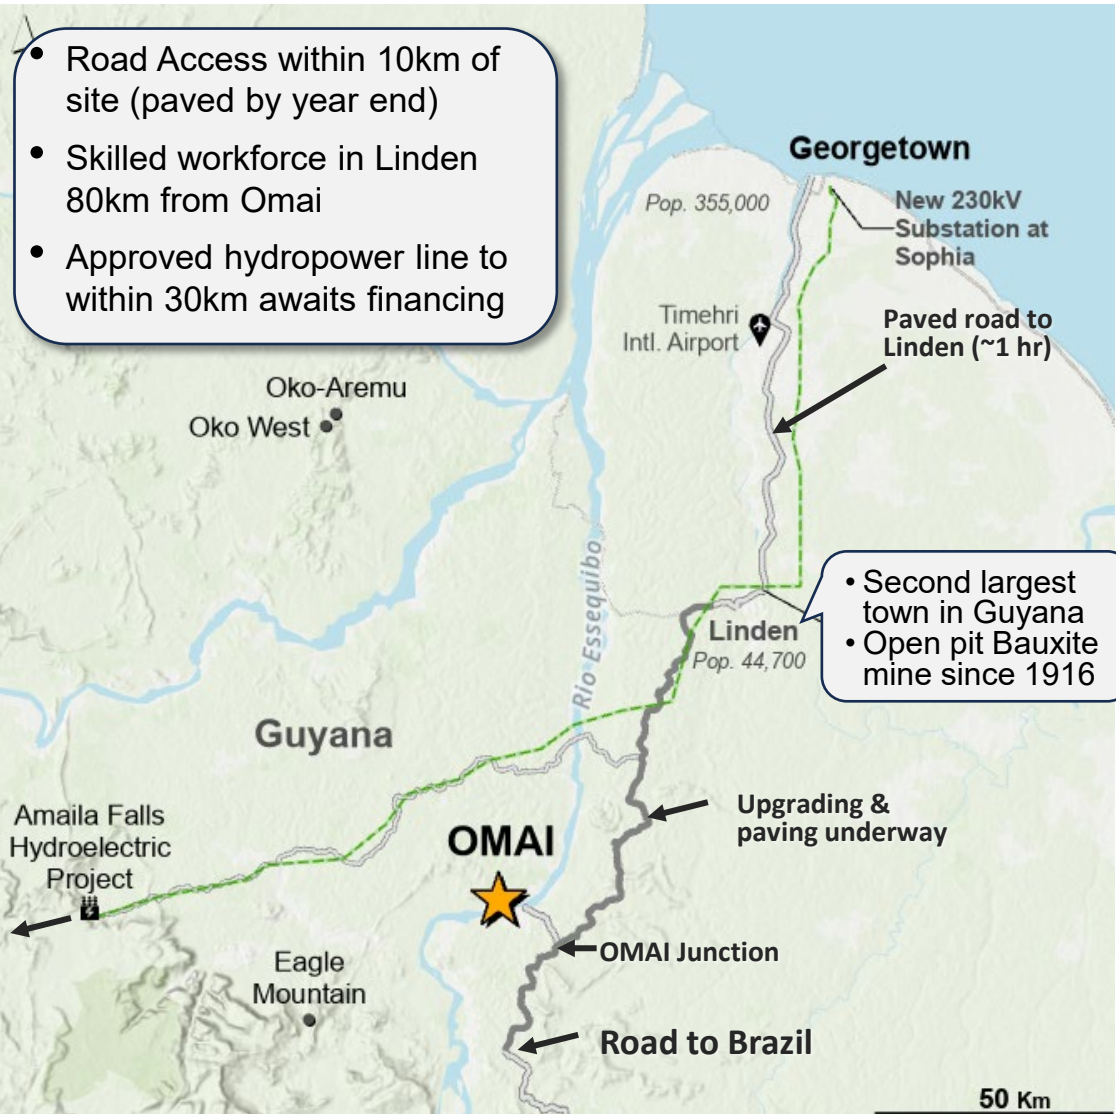 • Road Access within 10km of
site (paved by year end)
• Skilled workforce in Linden
80km from Omai
• Approved hydropower line to
within 30km awaits financing
Georgetown
Pop. 355,000
New 230kV
Substation at
Sophia
Timehri
Intl. Airport
Paved road to
Linden (~1 hr)
Oko-Aremu
Oko West
Rio Essequibo
• Second largest
town in Guyana
• Open pit Bauxite
mine since 1916
Linden
Pop. 44,700
Guyana
Amaila Falls
Hydroelectric
Project
OMAI
Upgrading &
paving underway
OMAI Junction
Eagle
Mountain
Road to Brazil
50 Km